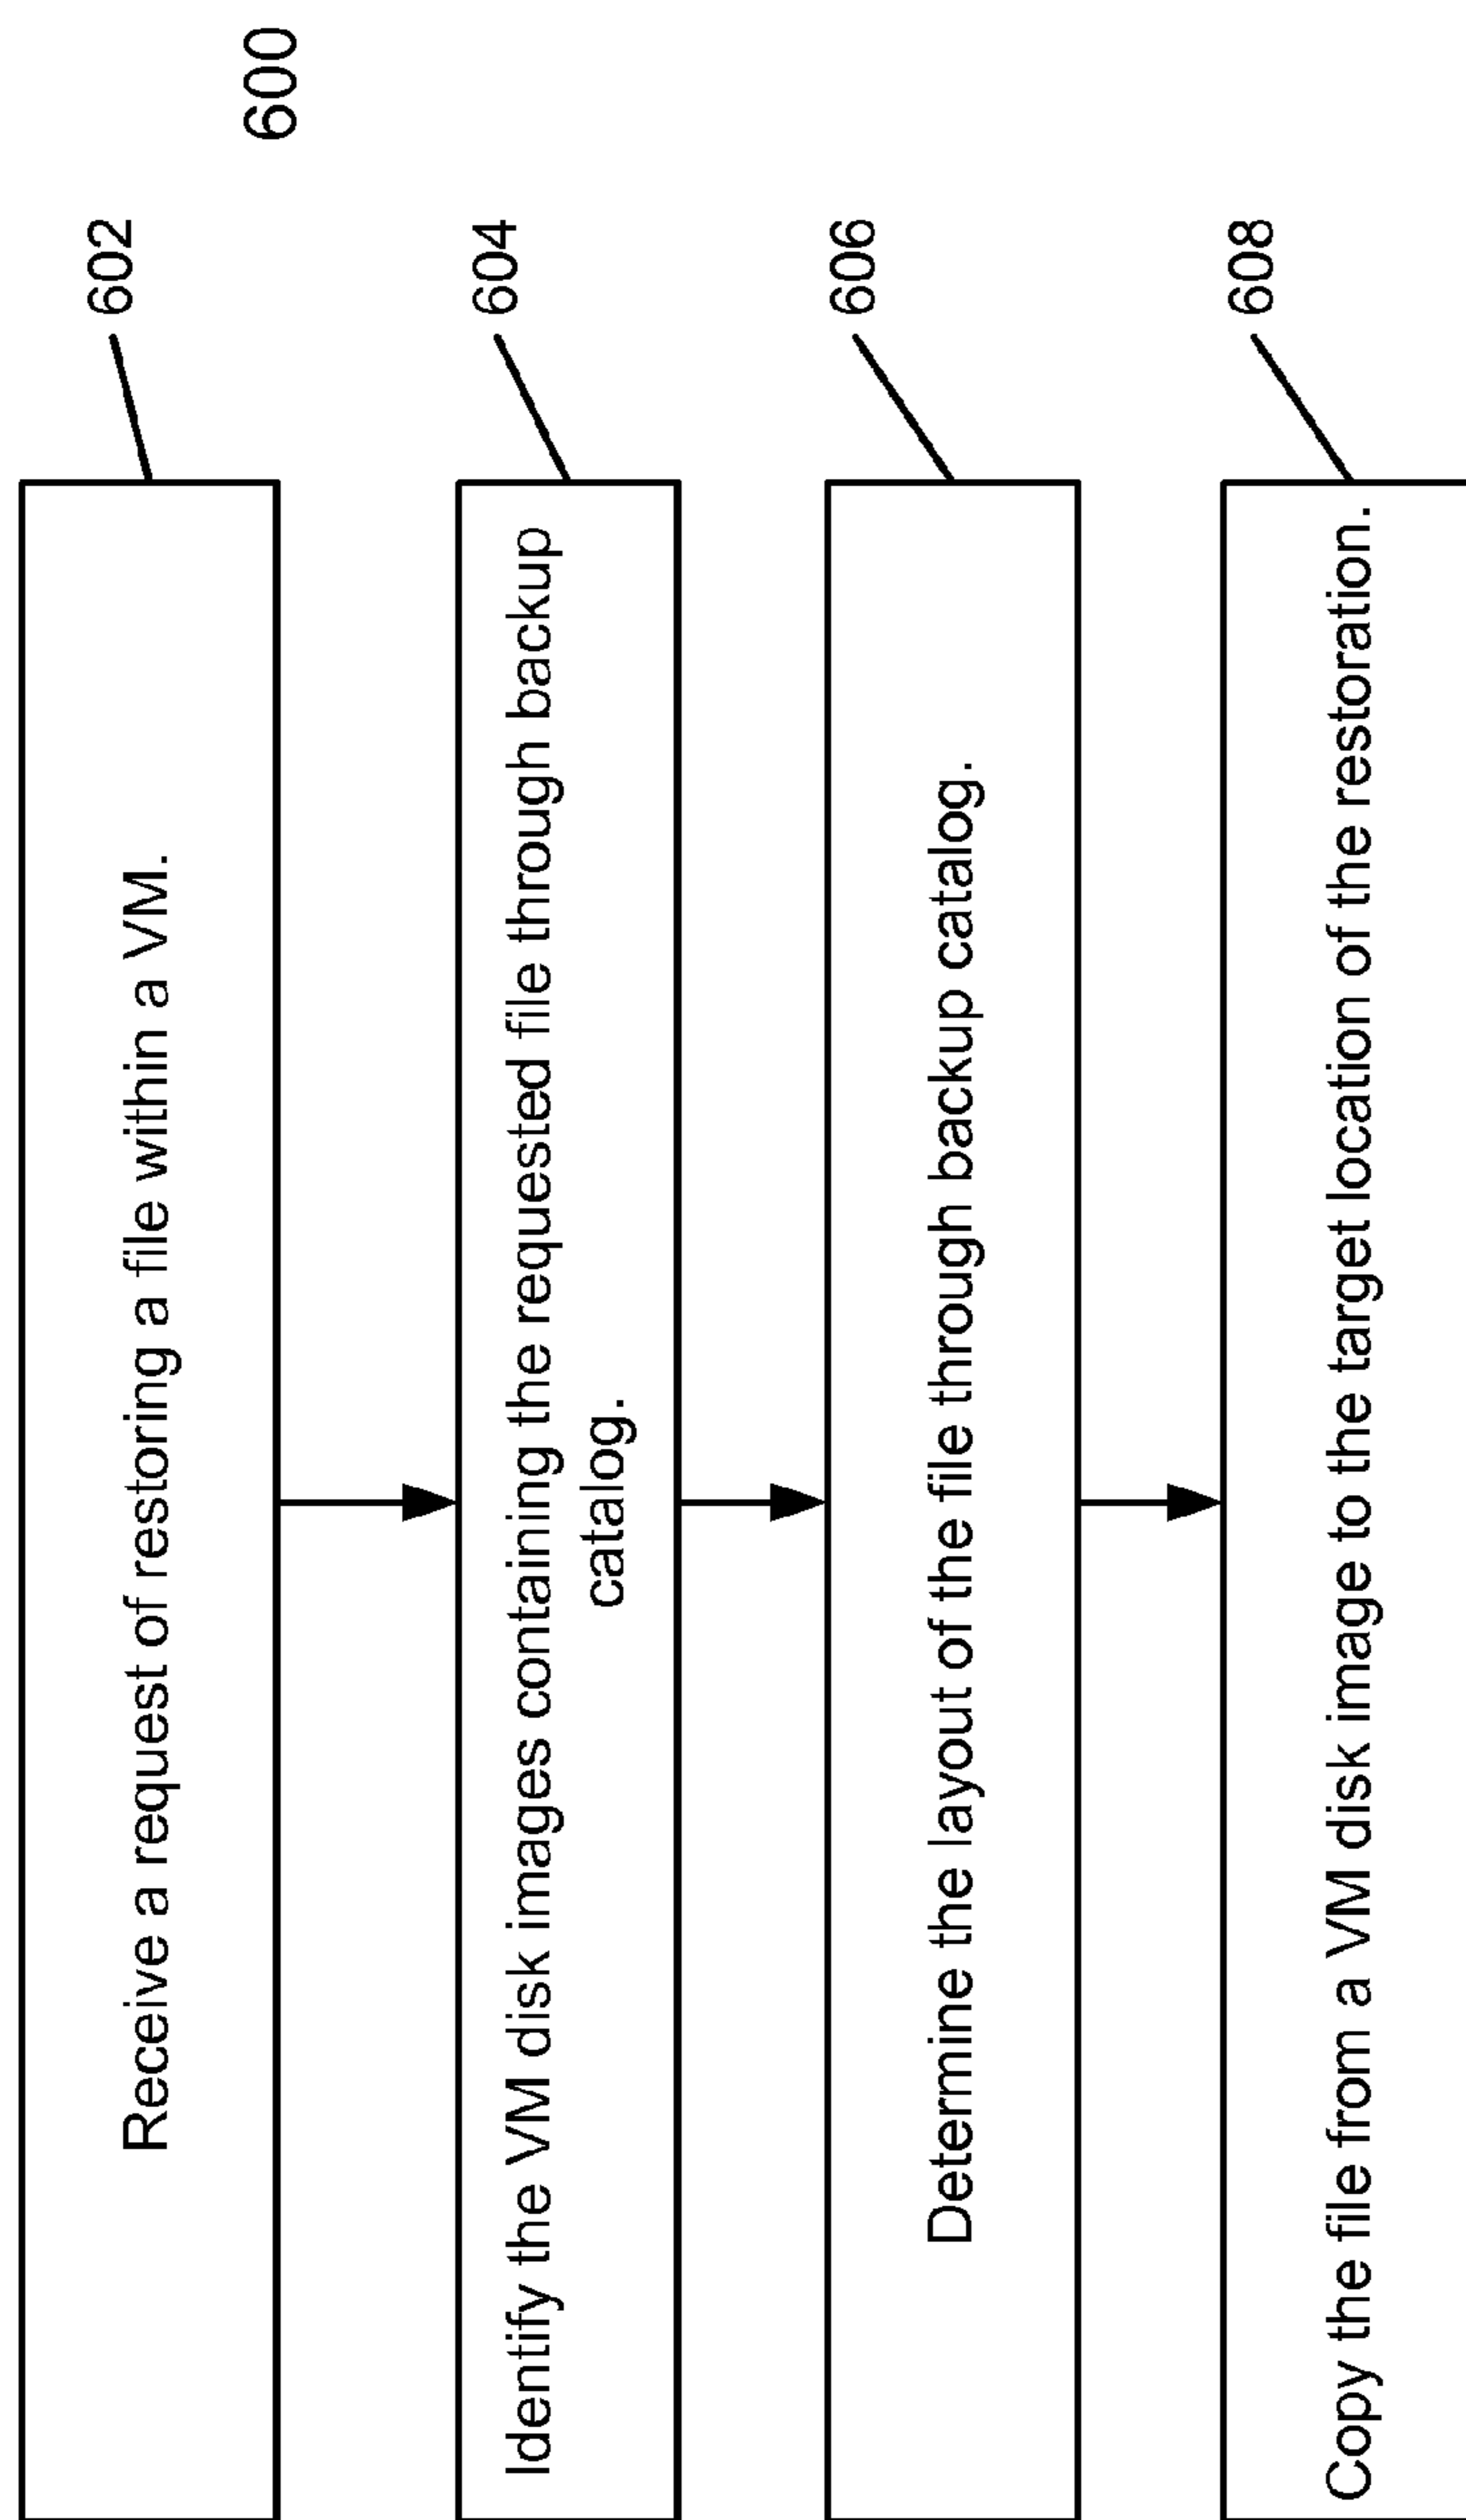 600
602
Receive a request of restoring a file within a VM.
604
Identify the VM disk images containing the requested file through backup
catalog.
606
Determine the layout of the file through backup catalog.
608
Copy the file from a VM disk image to the target location of the restoration.